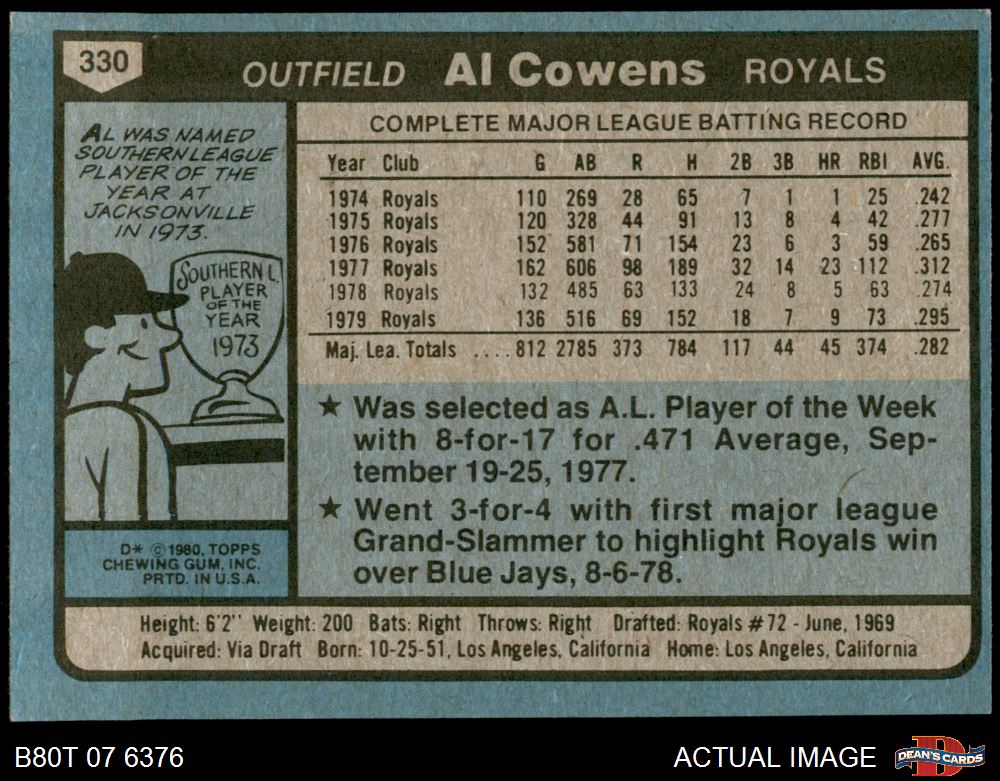 330
OUTFIELD Al Cowens ROYALS
AL WAS NAMED
SOUTHERN LEAGUE
PLAYER OF THE
YEAR AT
JACKSONVILLE
IN 1973.
SOUTHERN L.
PLAYER
OF THE
YEAR
1973
D* © 1980, TOPPS
CHEWING GUM, INC.
PRTD. IN U.S.A.
COMPLETE MAJOR LEAGUE BATTING RECORD
Year Club G AB R H 2B 3B HR RBI AVG.
1974 Royals 110 269 28 65 7 1 1 25 .242
1975 Royals 120 328 44 91 13 8 4 42 .277
1976 Royals 152 581 71 154 23 6 3 59 .265
1977 Royals 162 606 98 189 32 14 23 112 .312
1978 Royals 132 485 63 133 24 8 5 63 .274
1979 Royals 136 516 69 152 18 7 9 73 .295
Maj. Lea. Totals ....812 2785 373 784 117 44 45 374 .282
★ Was selected as A.L. Player of the Week
with 8-for-17 for .471 Average, Sep-
tember 19-25, 1977.
★ Went 3-for-4 with first major league
Grand-Slammer to highlight Royals win
over Blue Jays, 8-6-78.
Height: 6'2" Weight: 200 Bats: Right Throws: Right Drafted: Royals #72 - June, 1969
Acquired: Via Draft Born: 10-25-51, Los Angeles, California Home: Los Angeles, California
B80T 07 6376
ACTUAL IMAGE
D
DEAN'S CARDS